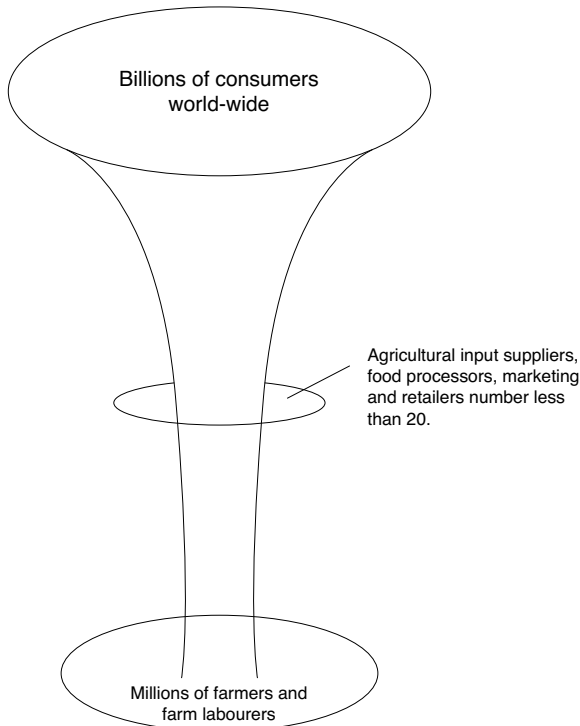 Billions of consumers
world-wide
Agricultural input suppliers,
food processors, marketing
and retailers number less
than 20.
Millions of farmers and
farm labourers